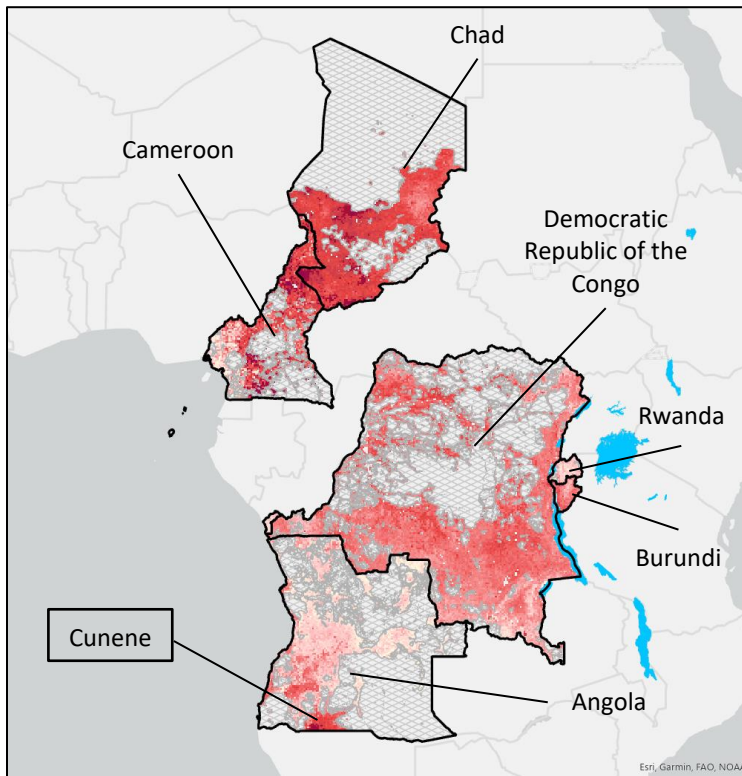 Chad
Cameroon
Democratic
Republic of the
Congo
Rwanda
Burundi
Cunene
Angola
Esri, Garmin, FAO, NOAA